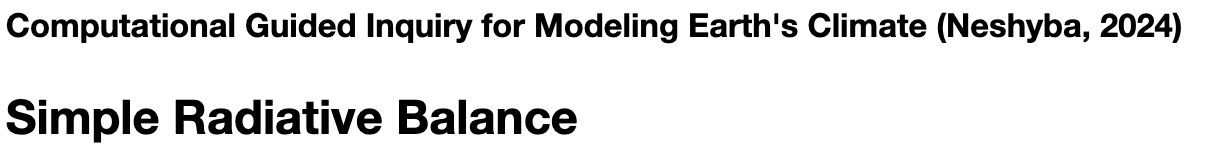 Computational Guided Inquiry for Modeling Earth's Climate (Neshyba, 2024)
Simple Radiative Balance